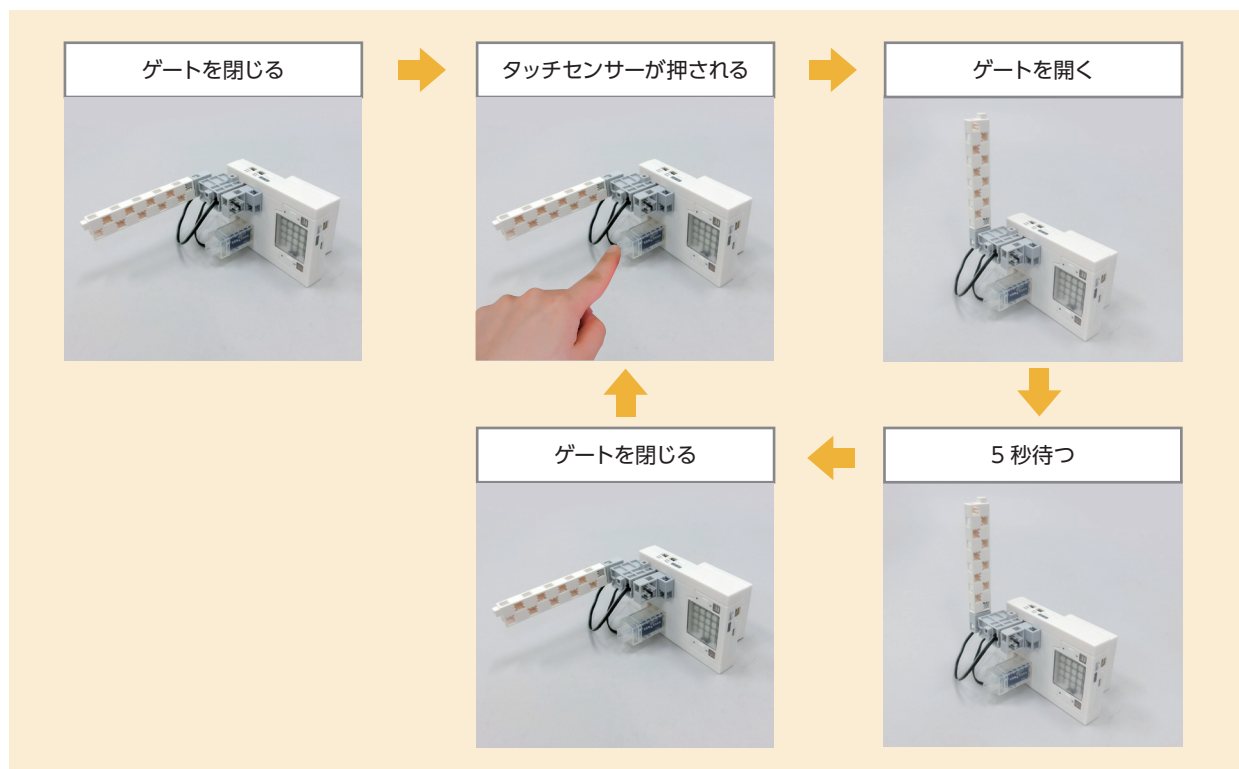 ゲートを閉じる
タッチセンサーが押される
ゲートを開く
ゲートを閉じる
5 秒待つ